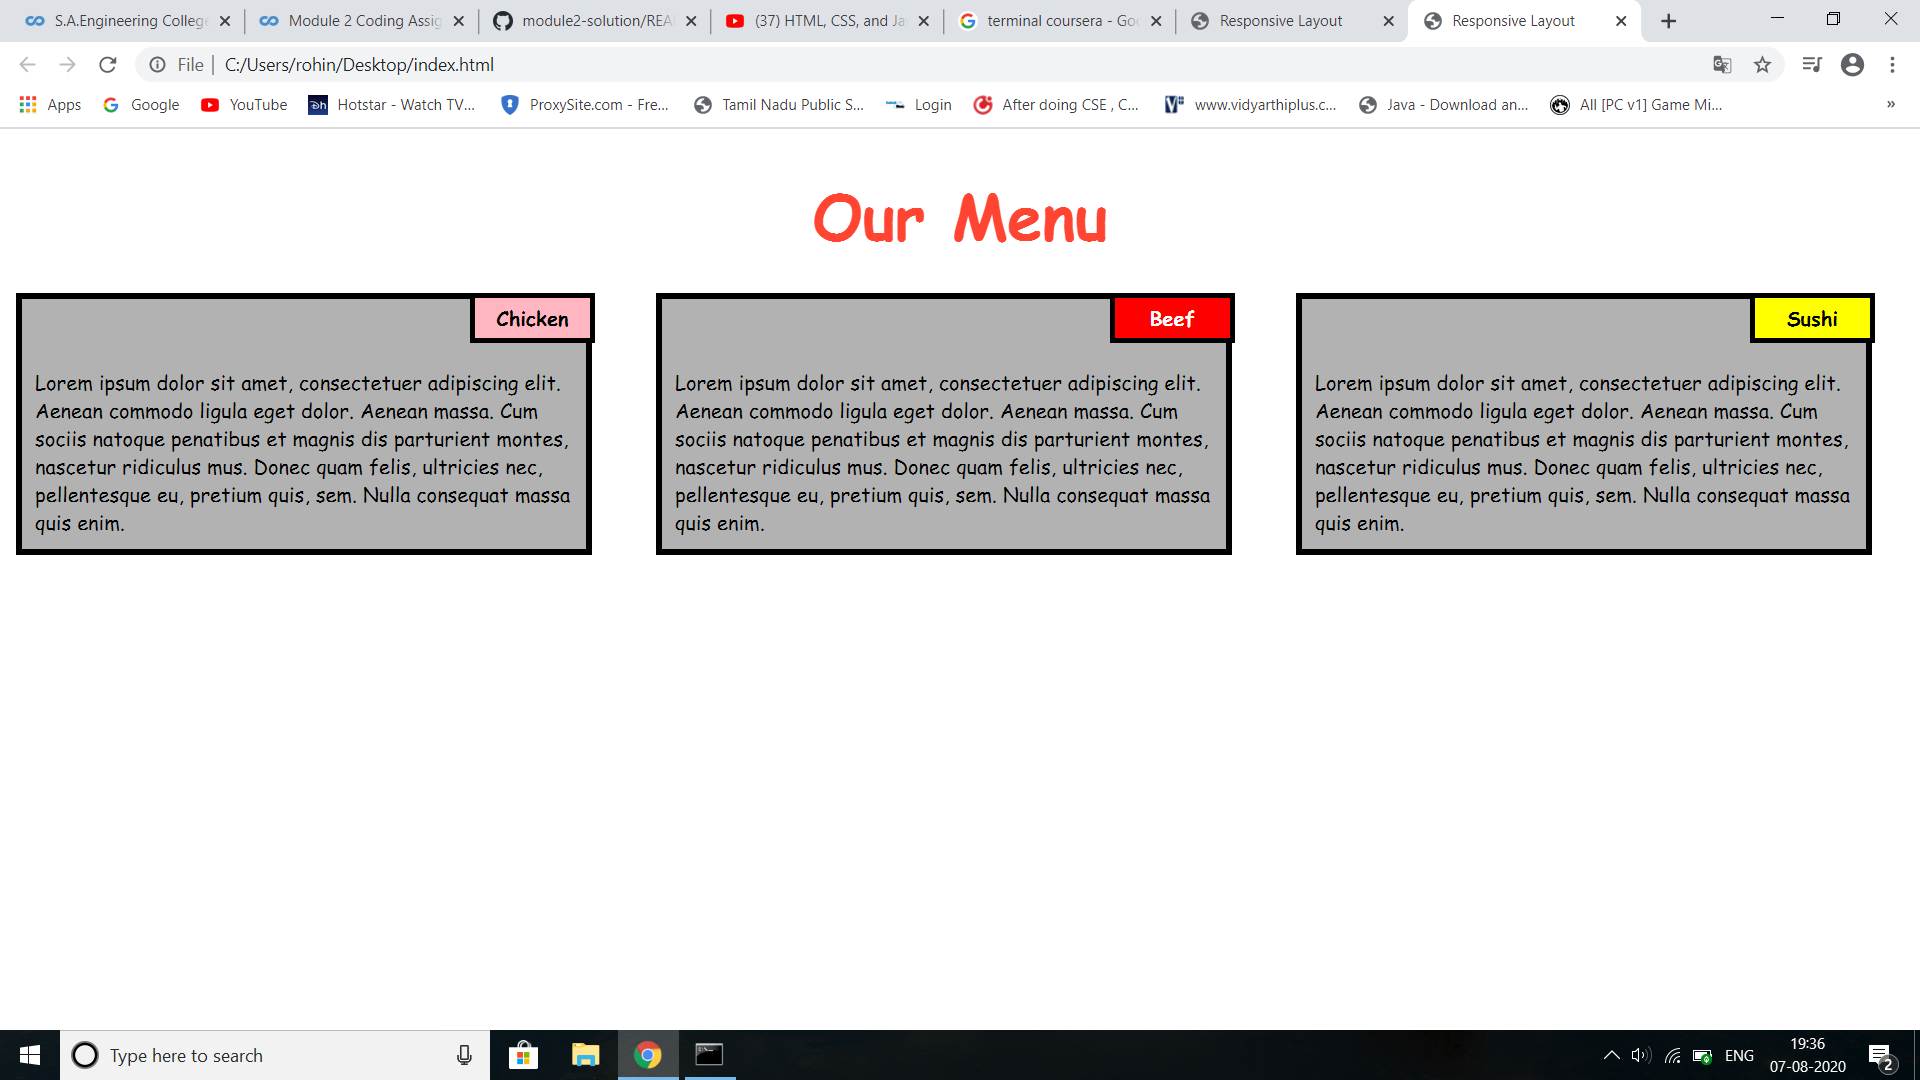 S.A.Engineering College
Module 2 Coding Assig
module2-solution/REA
(37) HTML, CSS, and Ja
terminal coursera - Goo
Responsive Layout
Responsive Layout
File
C:/Users/rohin/Desktop/index.html
Apps
Google
YouTube
Hotstar - Watch TV...
ProxySite.com - Fre...
Tamil Nadu Public S...
Login
After doing CSE , C...
www.vidyarthiplus.c...
Java - Download an...
All [PC v1] Game Mi...
»
Our Menu
Chicken
Lorem ipsum dolor sit amet, consectetuer adipiscing elit.
Aenean commodo ligula eget dolor. Aenean massa. Cum
sociis natoque penatibus et magnis dis parturient montes,
nascetur ridiculus mus. Donec quam felis, ultricies nec,
pellentesque eu, pretium quis, sem. Nulla consequat massa
quis enim.
Beef
Lorem ipsum dolor sit amet, consectetuer adipiscing elit.
Aenean commodo ligula eget dolor. Aenean massa. Cum
sociis natoque penatibus et magnis dis parturient montes,
nascetur ridiculus mus. Donec quam felis, ultricies nec,
pellentesque eu, pretium quis, sem. Nulla consequat massa
quis enim.
Sushi
Lorem ipsum dolor sit amet, consectetuer adipiscing elit.
Aenean commodo ligula eget dolor. Aenean massa. Cum
sociis natoque penatibus et magnis dis parturient montes,
nascetur ridiculus mus. Donec quam felis, ultricies nec,
pellentesque eu, pretium quis, sem. Nulla consequat massa
quis enim.
Type here to search
ENG
19:36
07-08-2020
2